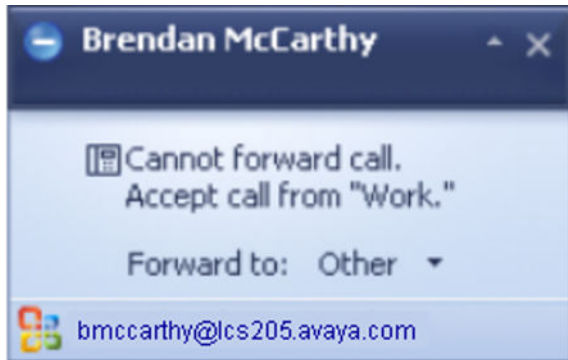 Brendan McCarthy
Cannot forward call.
Accept call from "Work."
Forward to: Other
bmccarthy@lcs205.avaya.com